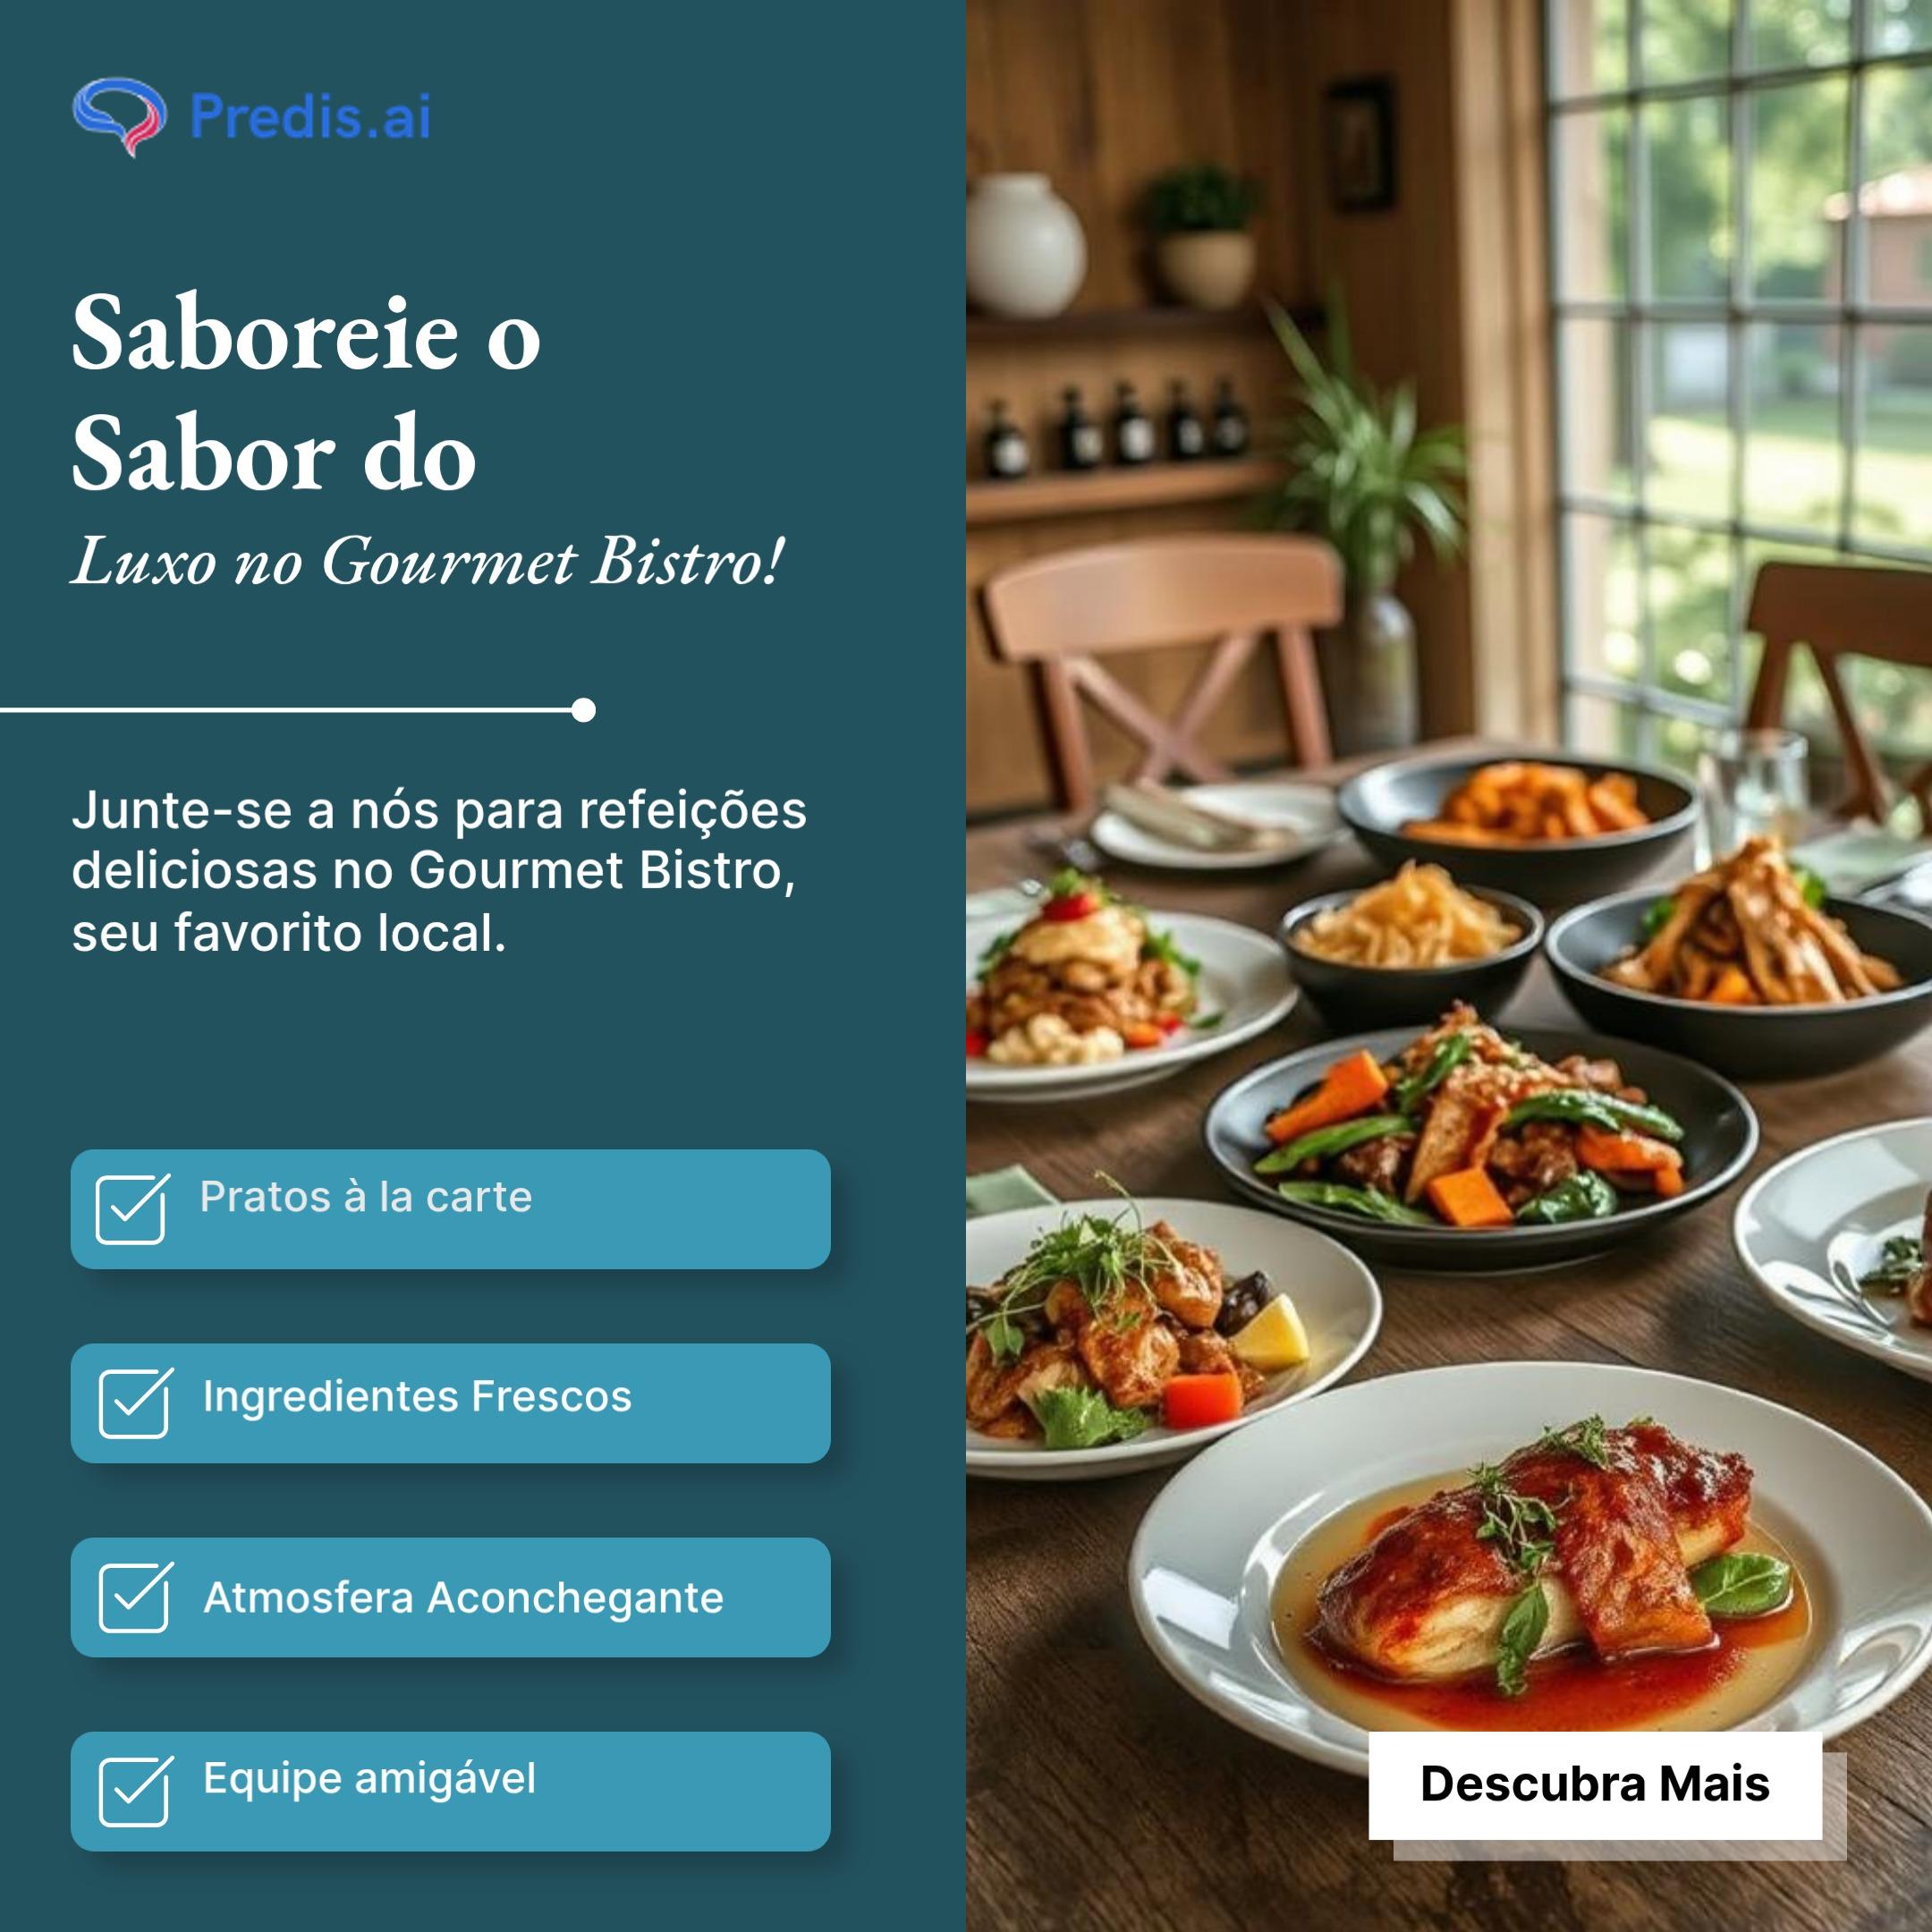 Predis.ai
Saboreie o
Sabor do
Luxo no Gourmet Bistro!
Junte-se a nós para refeições
deliciosas no Gourmet Bistro,
seu favorito local.
Pratos à la carte
Ingredientes Frescos
Atmosfera Aconchegante
Equipe amigável
Descubra Mais